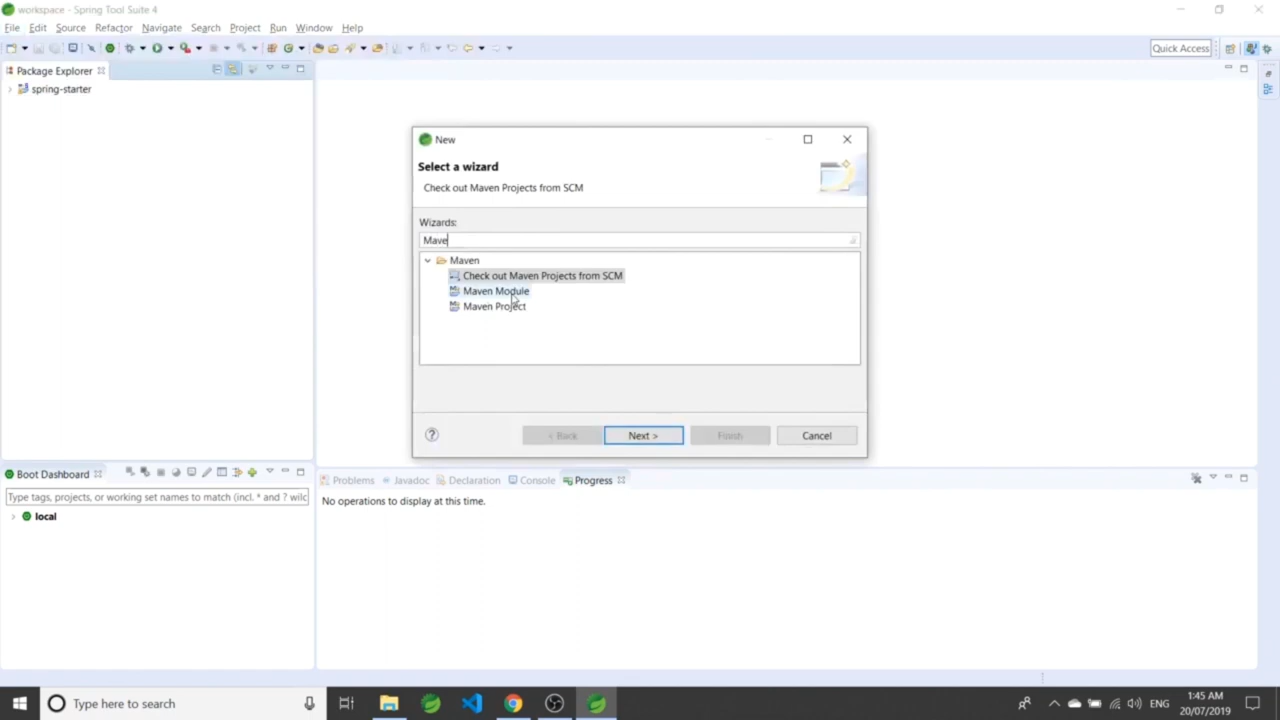 workspace - Spring Tool Suite 4
File Edit Source Refactor Navigate Search Project Run Window Help
Quick Access
Package Explorer
spring-starter
New
Select a wizard
Check out Maven Projects from SCM
Wizards:
Mave
Maven
Check out Maven Projects from SCM
Maven Module
Maven Project
?
< Back Next > Finish Cancel
Boot Dashboard
Type tags, projects, or working set names to match (incl. * and ? wilc
local
Problems Javadoc Declaration Console Progress
No operations to display at this time.
Type here to search
ENG
1:45 AM
20/07/2019